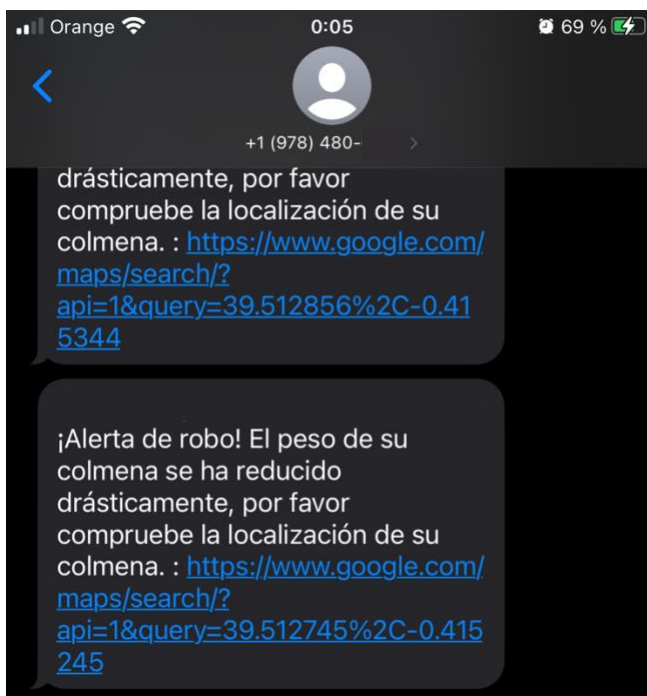 Orange
0:05
69 %
+1 (978) 480-
drásticamente, por favor
compruebe la localización de su
colmena. : https://www.google.com/
maps/search/?
api=1&query=39.512856%2C-0.41
5344
¡Alerta de robo! El peso de su
colmena se ha reducido
drásticamente, por favor
compruebe la localización de su
colmena. : https://www.google.com/
maps/search/?
api=1&query=39.512745%2C-0.415
245